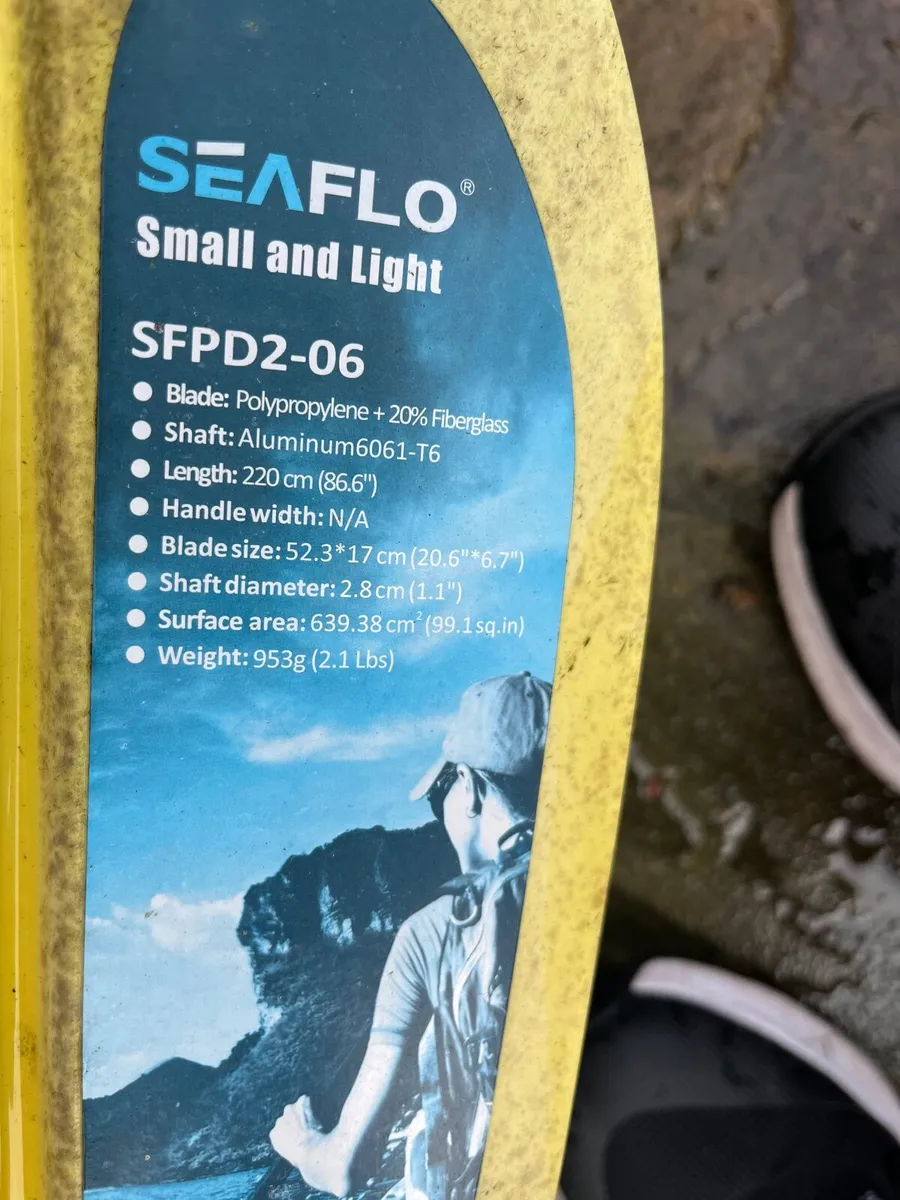 SEAFLO®
Small and Light
SFPD2-06
● Blade: Polypropylene + 20% Fiberglass
● Shaft: Aluminum6061-T6
● Length: 220 cm (86.6")
● Handle width: N/A
● Blade size: 52.3*17 cm (20.6"*6.7")
● Shaft diameter: 2.8 cm (1.1")
● Surface area: 639.38 cm² (99.1 sq.in)
● Weight: 953g (2.1 Lbs)